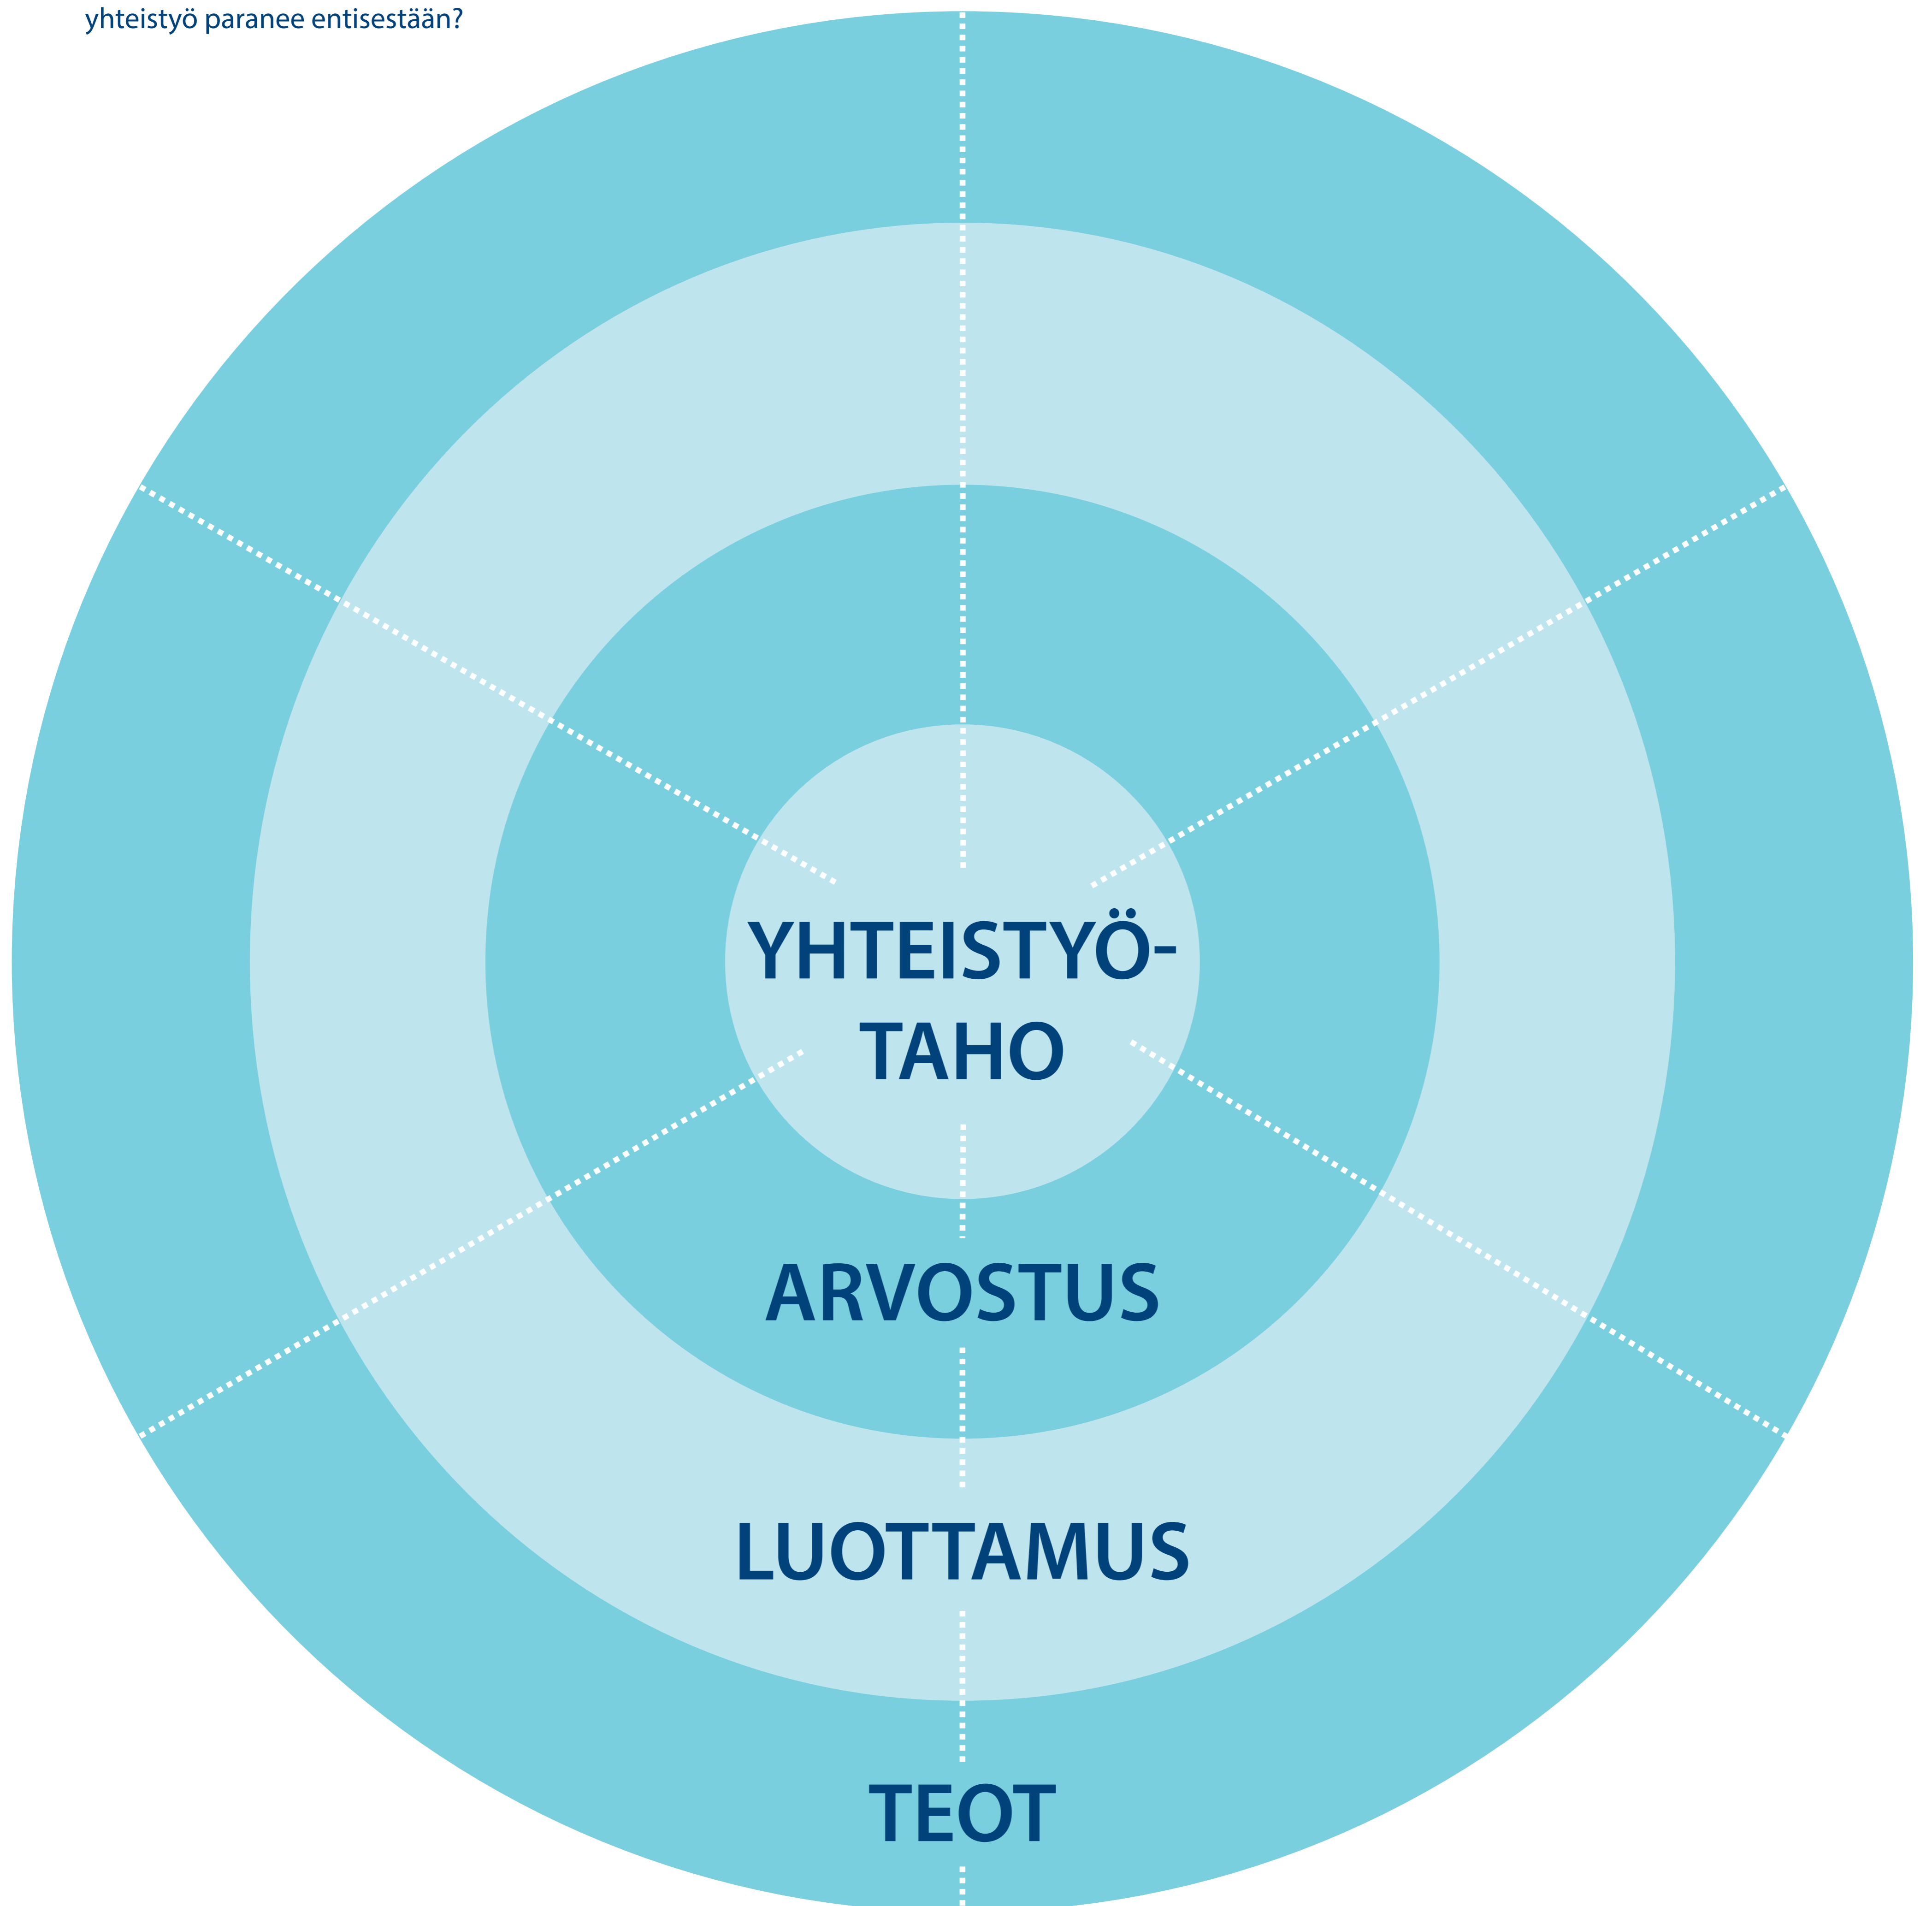 yhteistyö paranee entisestään?
YHTEISTYÖ-
TAHO
ARVOSTUS
LUOTTAMUS
TEOT